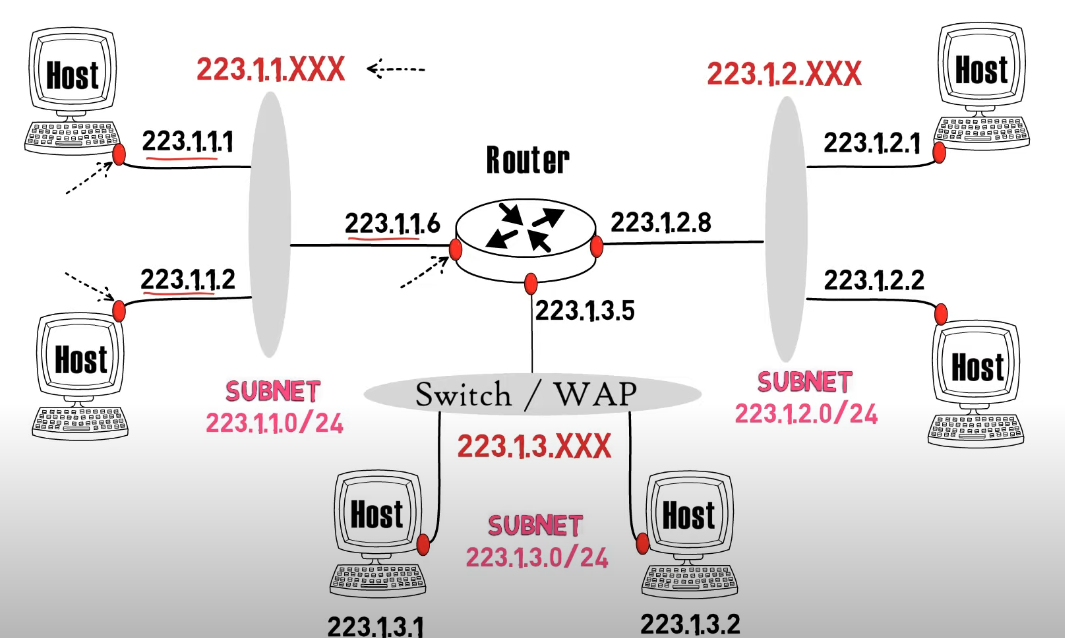 Host
223.1.1.XXX
223.1.2.XXX
Host
223.1.1.1
223.1.2.1
Router
223.1.1.6
223.1.2.8
223.1.1.2
223.1.2.2
223.1.3.5
Host
Host
SUBNET
223.1.1.0/24
Switch / WAP
SUBNET
223.1.2.0/24
223.1.3.XXX
Host
Host
SUBNET
223.1.3.0/24
223.1.3.1
223.1.3.2